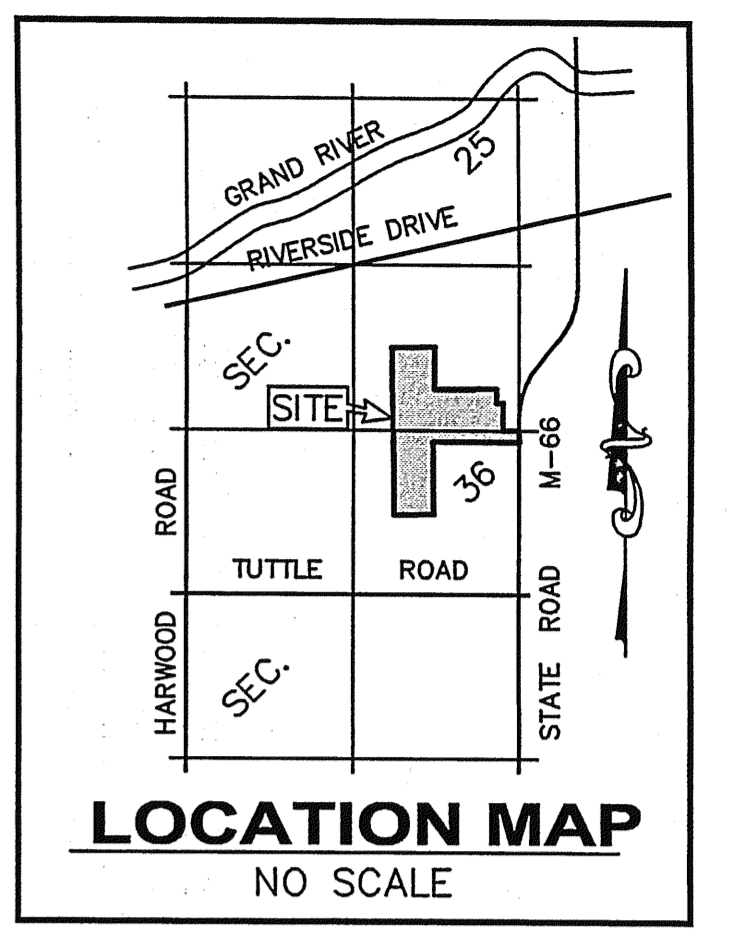 GRAND RIVER
25
RIVERSIDE DRIVE
SEC.
SITE
M-66
36
ROAD
TUTTLE ROAD
STATE ROAD
HARWOOD
SEC.
LOCATION MAP
NO SCALE